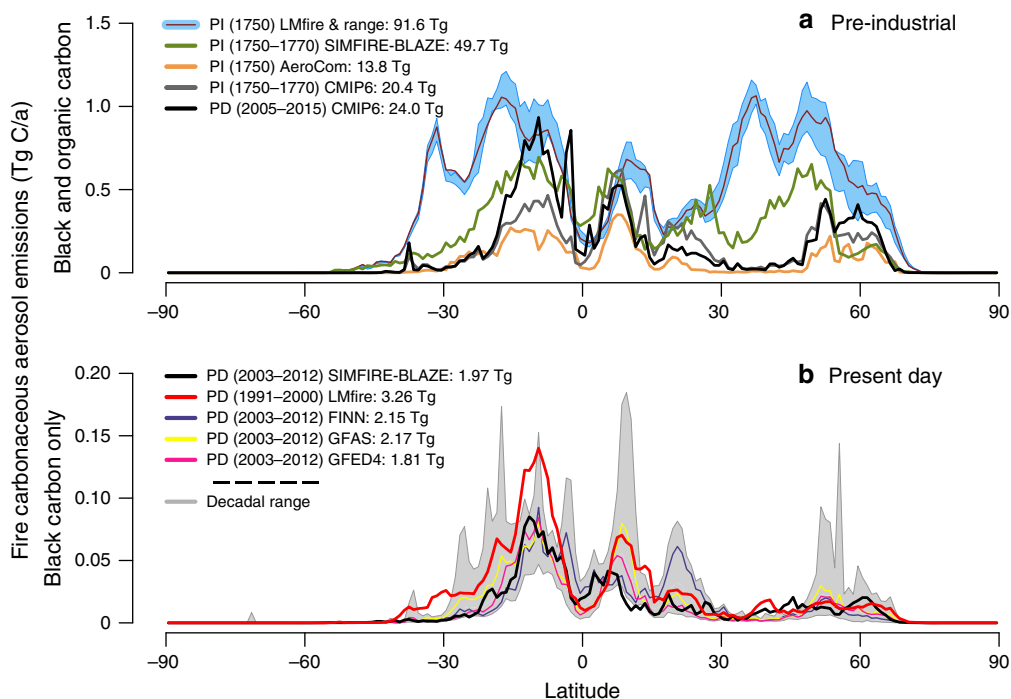 Fire carbonaceous aerosol emissions (Tg C/a)
Black and organic carbon
1.5
1.0
0.5
0
PI (1750) LMfire & range: 91.6 Tg
PI (1750–1770) SIMFIRE-BLAZE: 49.7 Tg
PI (1750) AeroCom: 13.8 Tg
PI (1750–1770) CMIP6: 20.4 Tg
PD (2005–2015) CMIP6: 24.0 Tg
a Pre-industrial
–90 –60 –30 0 30 60 90
Black carbon only
0.20
0.15
0.10
0.05
0
PD (2003–2012) SIMFIRE-BLAZE: 1.97 Tg
PD (1991–2000) LMfire: 3.26 Tg
PD (2003–2012) FINN: 2.15 Tg
PD (2003–2012) GFAS: 2.17 Tg
PD (2003–2012) GFED4: 1.81 Tg
Decadal range
b Present day
–90 –60 –30 0 30 60 90
Latitude